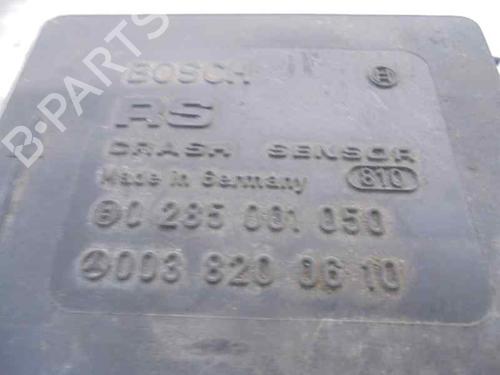 B-PARTS
BOSCH
RS
CRASH SENSOR
Made in Germany 810
0 285 001 050
003 820 06 10